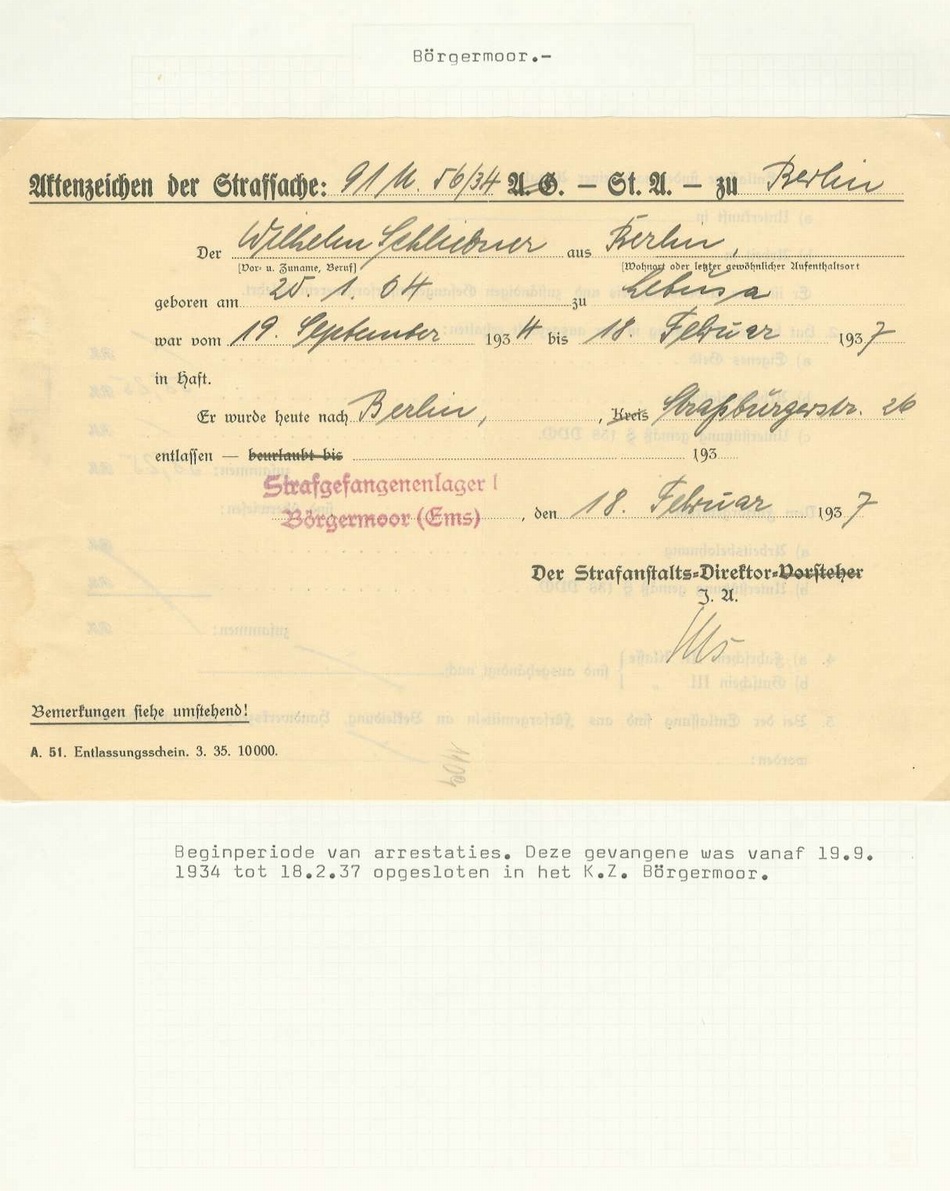 Börgermoor.-
Aktenzeichen der Strafsache: 91 M. 56/34 A.G. – St. A. – zu Berlin
Der Wilhelm Schliebner aus Berlin,
[Vor- u. Zuname, Beruf] [Wohnort oder letzter gewöhnlicher Aufenthaltsort
geboren am 25. 1. 04 zu Lebusa
war vom 19. September 1934 bis 18. Februar 1937
in Haft.
Er wurde heute nach Berlin, , Kreis Straßburgerstr. 26
entlassen — beurlaubt bis 193
Strafgefangenenlager I
Börgermoor (Ems) , den 18. Februar 1937
Der Strafanstalts-Direktor-Vorsteher
J. A.
Bemerkungen siehe umstehend!
A. 51. Entlassungsschein. 3. 35. 10000.
Beginperiode van arrestaties. Deze gevangene was vanaf 19.9.
1934 tot 18.2.37 opgesloten in het K.Z. Börgermoor.